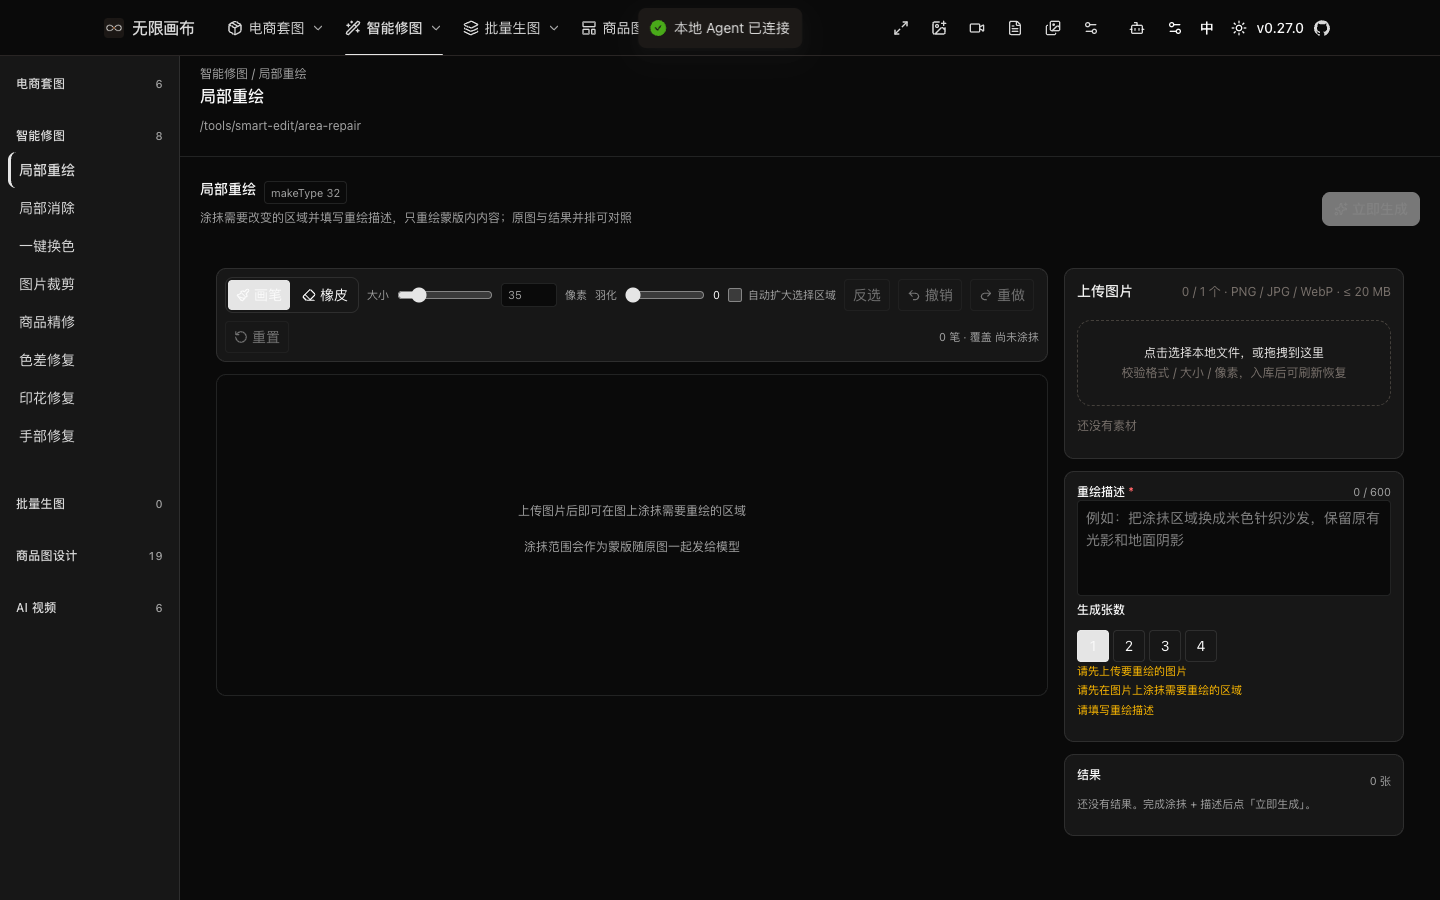 无限画布
电商套图
智能修图
批量生图
商品图
本地 Agent 已连接
中
v0.27.0
电商套图 6
智能修图 8
局部重绘
局部消除
一键换色
图片裁剪
商品精修
色差修复
印花修复
手部修复
批量生图 0
商品图设计 19
AI 视频 6
智能修图 / 局部重绘
局部重绘
/tools/smart-edit/area-repair
局部重绘 makeType 32
涂抹需要改变的区域并填写重绘描述，只重绘蒙版内内容；原图与结果并排可对照
立即生成
画笔 橡皮 大小 35 像素 羽化 0 自动扩大选择区域 反选 撤销 重做
重置
0 笔 · 覆盖 尚未涂抹
上传图片后即可在图上涂抹需要重绘的区域
涂抹范围会作为蒙版随原图一起发给模型
上传图片 0 / 1 个 · PNG / JPG / WebP · ≤ 20 MB
点击选择本地文件，或拖拽到这里
校验格式 / 大小 / 像素，入库后可刷新恢复
还没有素材
重绘描述 * 0 / 600
例如：把涂抹区域换成米色针织沙发，保留原有
光影和地面阴影
生成张数
1 2 3 4
请先上传要重绘的图片
请先在图片上涂抹需要重绘的区域
请填写重绘描述
结果 0 张
还没有结果。完成涂抹 + 描述后点「立即生成」。